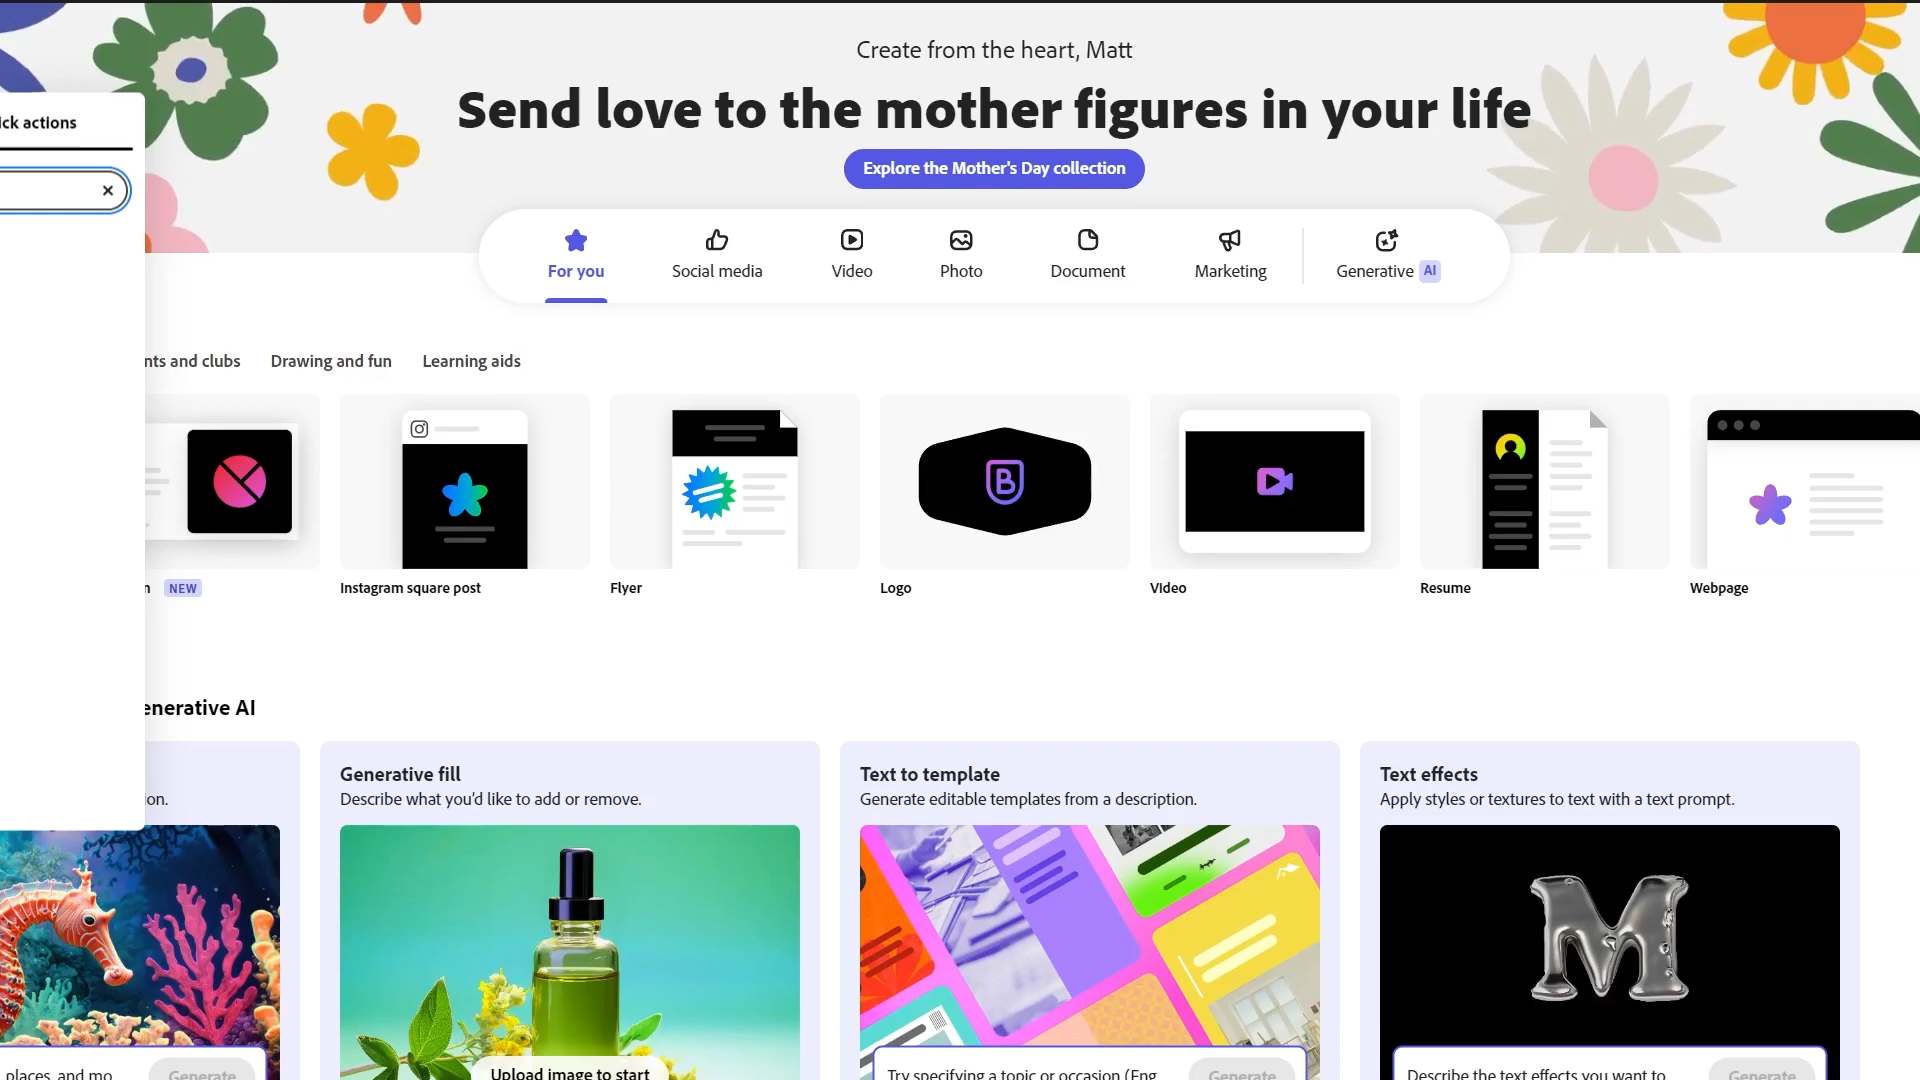 Create from the heart, Matt
Send love to the mother figures in your life
Explore the Mother's Day collection
ick actions
For you
Social media
Video
Photo
Document
Marketing
Generative AI
nts and clubs
Drawing and fun
Learning aids
B
n NEW
Instagram square post
Flyer
Logo
Video
Resume
Webpage
enerative AI
on.
Generative fill
Describe what you'd like to add or remove.
Text to template
Generate editable templates from a description.
Text effects
Apply styles or textures to text with a text prompt.
M
places, and mo
Generate
Upload image to start
Try specifying a topic or occasion (Eng
Generate
Describe the text effects you want to
Generate